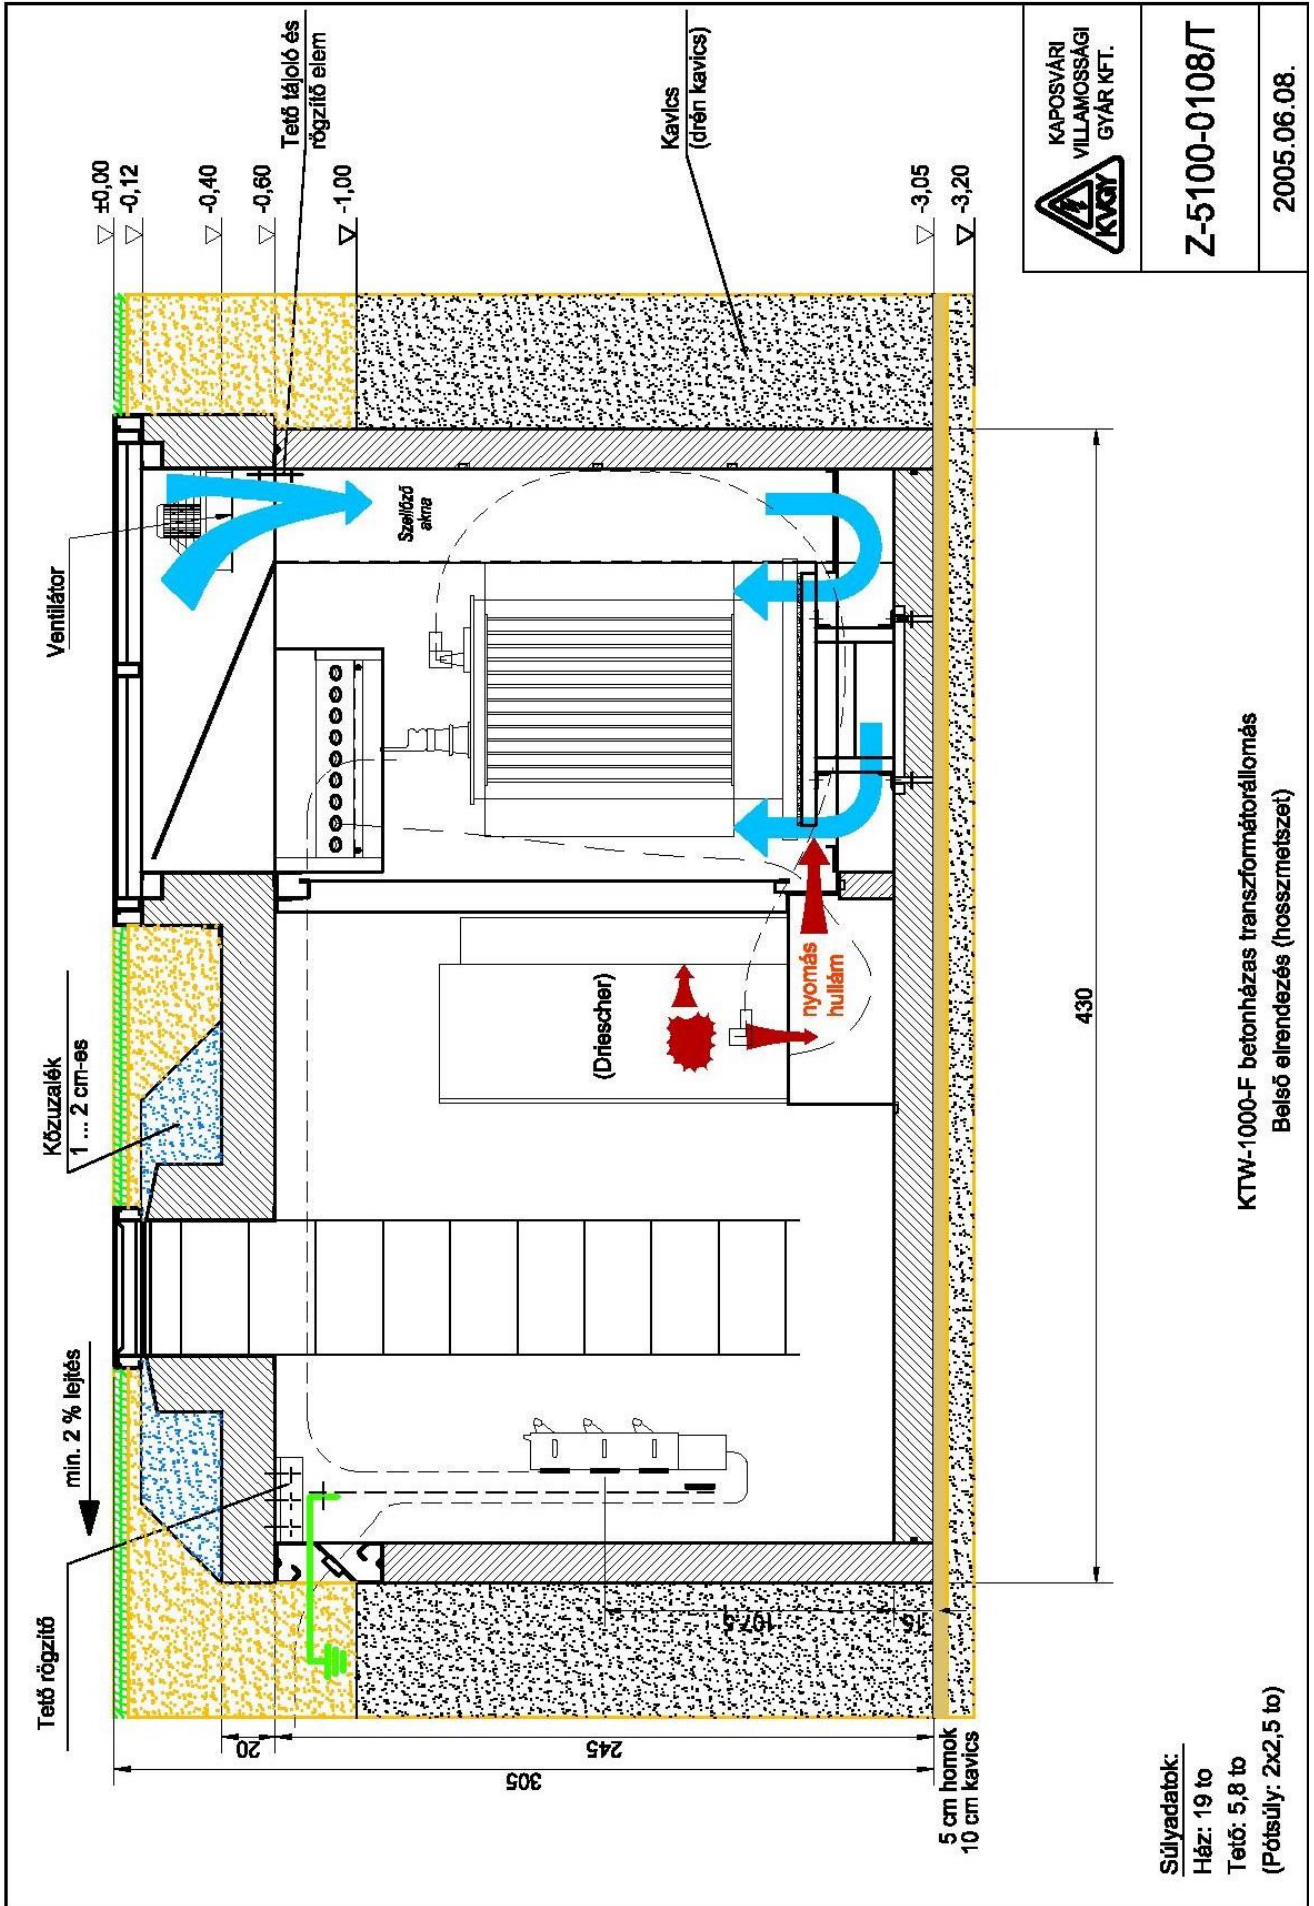 Tető rögzítő
min. 2 % lejtés
Kőzuzalék
1 ... 2 cm-es
Ventilátor
±0,00
-0,12
-0,40
-0,60
-1,00
Tető tájoló és
rögzítő elem
Kavics
(drén kavics)
-3,05
-3,20
Szellőző
akna
(Driescher)
nyomás
hullám
20
245
305
107,5
15
430
5 cm homok
10 cm kavics
Súlyadatok:
Ház: 19 to
Tető: 5,8 to
(Pótsúly: 2x2,5 to)
KTW-1000-F betonházas transzformátorállomás
Belső elrendezés (hosszmetszet)
KVGY
KAPOSVÁRI
VILLAMOSSÁGI
GYÁR KFT.
Z-5100-0108/T
2005.06.08.